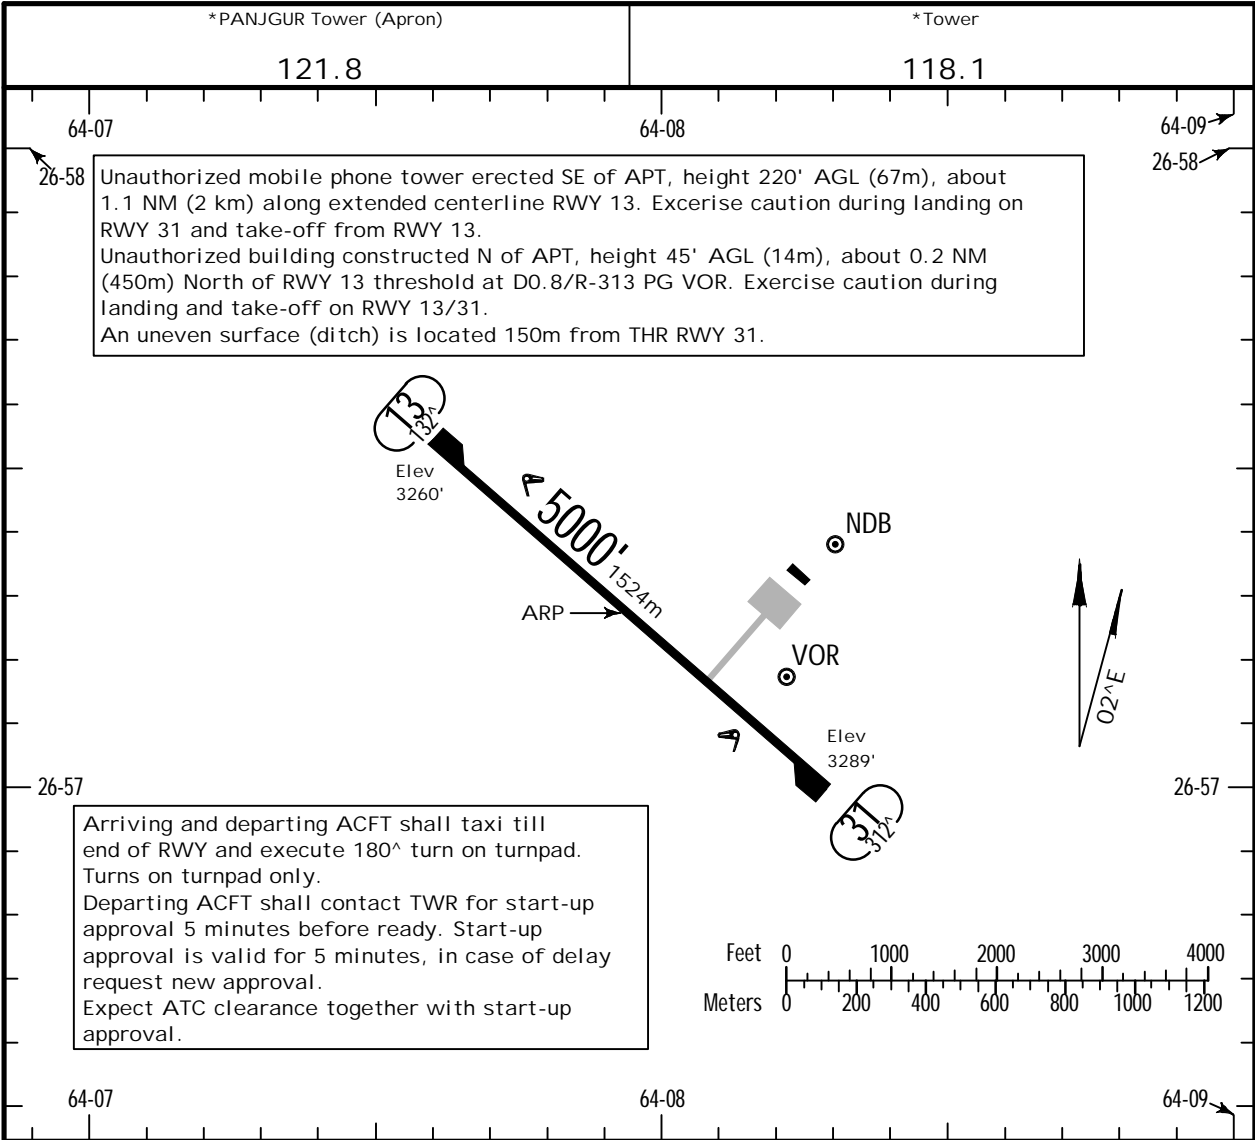 *PANJGUR Tower (Apron)
*Tower
121.8
118.1
64-07
64-08
64-09
26-58
26-58
Unauthorized mobile phone tower erected SE of APT, height 220' AGL (67m), about
1.1 NM (2 km) along extended centerline RWY 13. Excerise caution during landing on
RWY 31 and take-off from RWY 13.
Unauthorized building constructed N of APT, height 45' AGL (14m), about 0.2 NM
(450m) North of RWY 13 threshold at D0.8/R-313 PG VOR. Exercise caution during
landing and take-off on RWY 13/31.
An uneven surface (ditch) is located 150m from THR RWY 31.
13
132^
Elev
3260'
5000'
1524m
NDB
ARP
VOR
02^E
Elev
3289'
26-57
26-57
31
312^
Arriving and departing ACFT shall taxi till
end of RWY and execute 180^ turn on turnpad.
Turns on turnpad only.
Departing ACFT shall contact TWR for start-up
approval 5 minutes before ready. Start-up
approval is valid for 5 minutes, in case of delay
request new approval.
Expect ATC clearance together with start-up
approval.
Feet 0 1000 2000 3000 4000
Meters 0 200 400 600 800 1000 1200
64-07
64-08
64-09